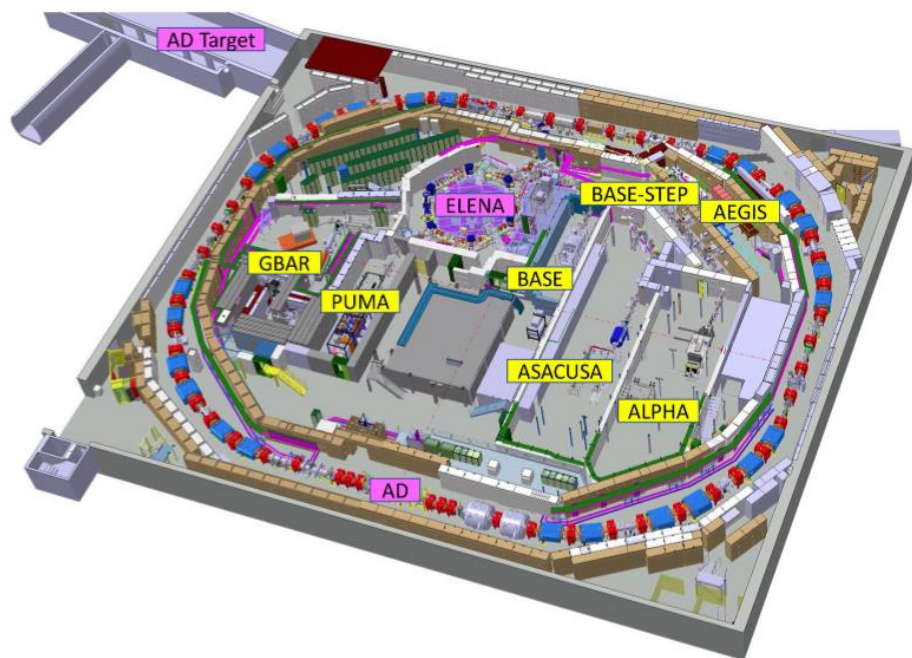 AD Target
ELENA
BASE-STEP
AEGIS
GBAR
BASE
PUMA
ASACUSA
ALPHA
AD